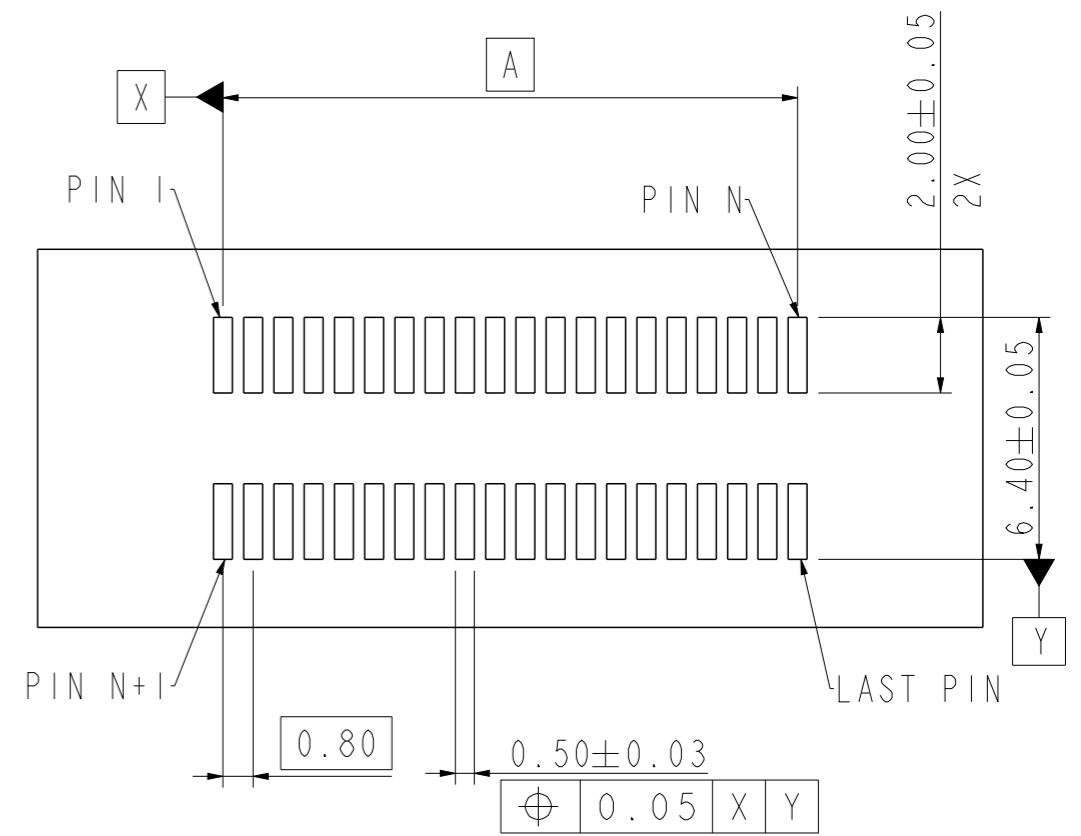 A
X
2.00±0.05
2X
PIN 1
PIN N
6.40±0.05
Y
PIN N+1
LAST PIN
0.80
0.50±0.03
⌖ 0.05 X Y